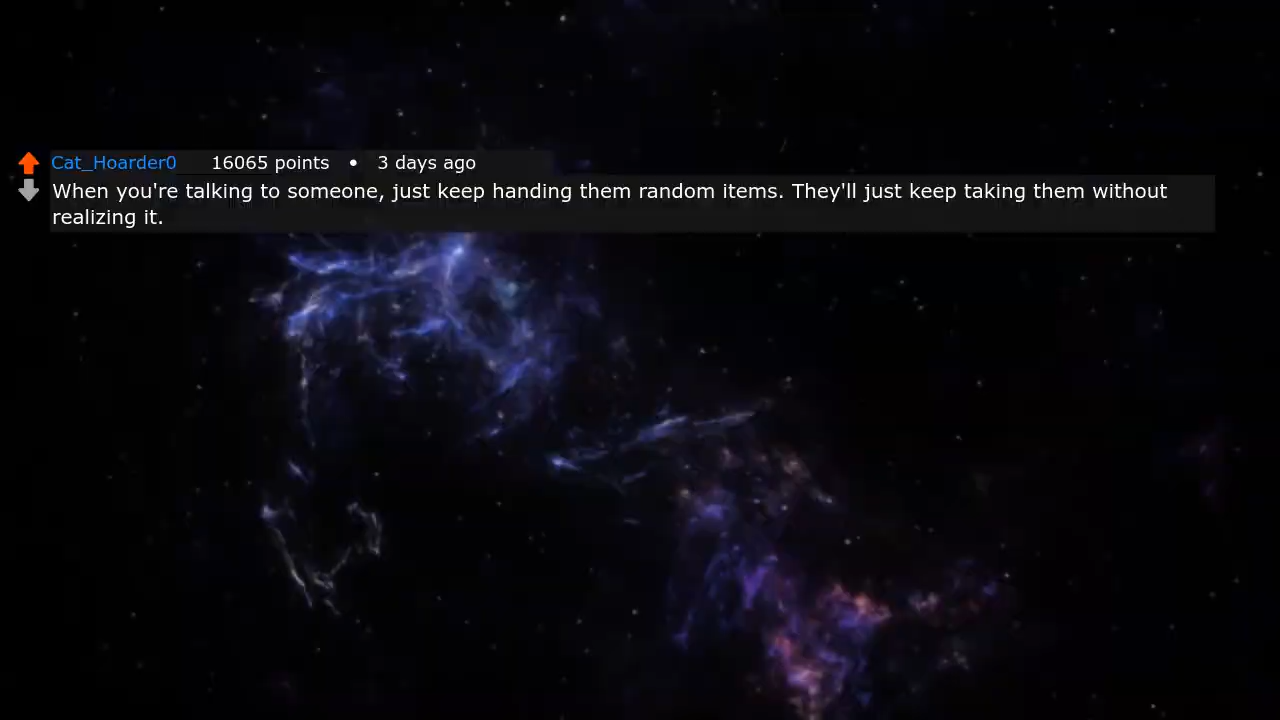 Cat_Hoarder0 16065 points • 3 days ago
When you're talking to someone, just keep handing them random items. They'll just keep taking them without
realizing it.